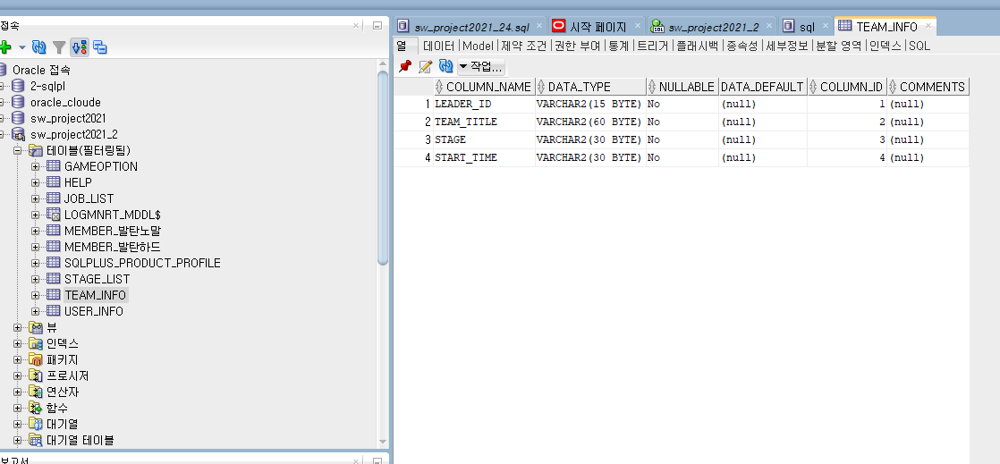 접속
Oracle 접속
2-sqlpl
oracle_cloude
sw_project2021
sw_project2021_2
테이블(필터링됨)
GAMEOPTION
HELP
JOB_LIST
LOGMNRT_MDDL$
MEMBER_발탄노말
MEMBER_발탄하드
SQLPLUS_PRODUCT_PROFILE
STAGE_LIST
TEAM_INFO
USER_INFO
뷰
인덱스
패키지
프로시저
연산자
함수
대기열
대기열 테이블
보고서
sw_project2021_24.sql 시작 페이지 sw_project2021_2 sql TEAM_INFO
열 데이터 Model 제약 조건 권한 부여 통계 트리거 플래시백 종속성 세부정보 분할 영역 인덱스 SQL
작업...
COLUMN_NAME DATA_TYPE NULLABLE DATA_DEFAULT COLUMN_ID COMMENTS
1 LEADER_ID VARCHAR2(15 BYTE) No (null) 1 (null)
2 TEAM_TITLE VARCHAR2(60 BYTE) No (null) 2 (null)
3 STAGE VARCHAR2(30 BYTE) No (null) 3 (null)
4 START_TIME VARCHAR2(30 BYTE) No (null) 4 (null)